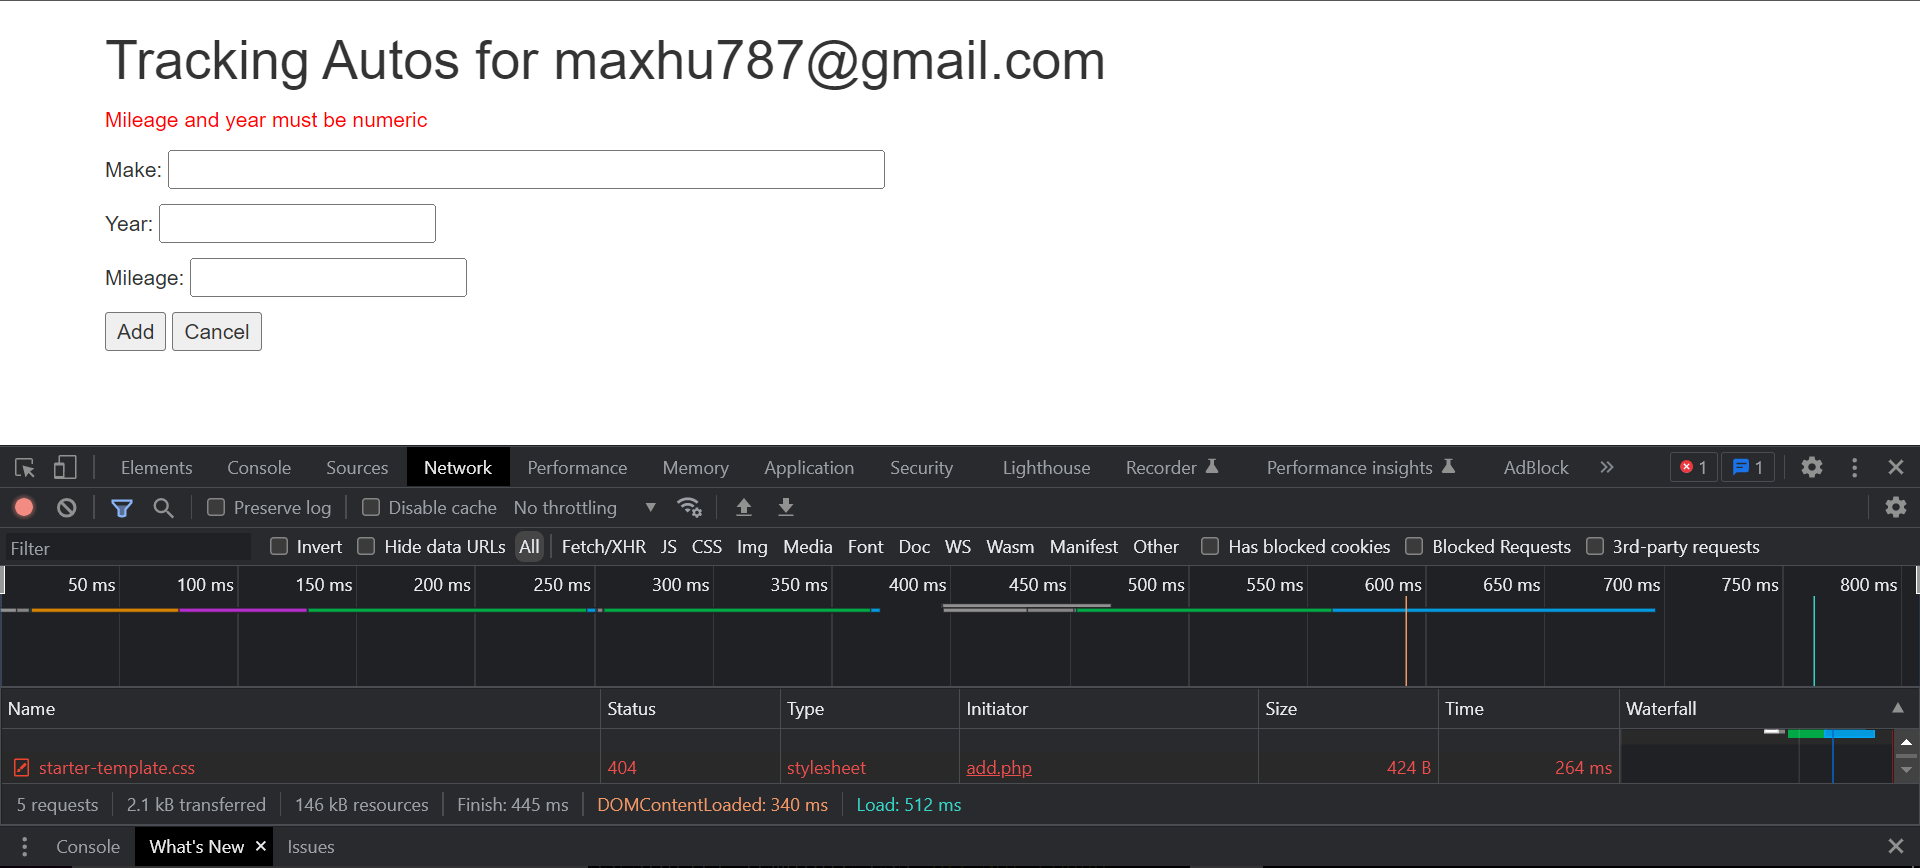 Tracking Autos for maxhu787@gmail.com
Mileage and year must be numeric
Make:
Year:
Mileage:
Add Cancel
Elements Console Sources Network Performance Memory Application Security Lighthouse Recorder Performance insights AdBlock » 1 1
Preserve log Disable cache No throttling
Filter Invert Hide data URLs All Fetch/XHR JS CSS Img Media Font Doc WS Wasm Manifest Other Has blocked cookies Blocked Requests 3rd-party requests
50 ms 100 ms 150 ms 200 ms 250 ms 300 ms 350 ms 400 ms 450 ms 500 ms 550 ms 600 ms 650 ms 700 ms 750 ms 800 ms
Name Status Type Initiator Size Time Waterfall
starter-template.css 404 stylesheet add.php 424 B 264 ms
5 requests 2.1 kB transferred 146 kB resources Finish: 445 ms DOMContentLoaded: 340 ms Load: 512 ms
Console What's New Issues